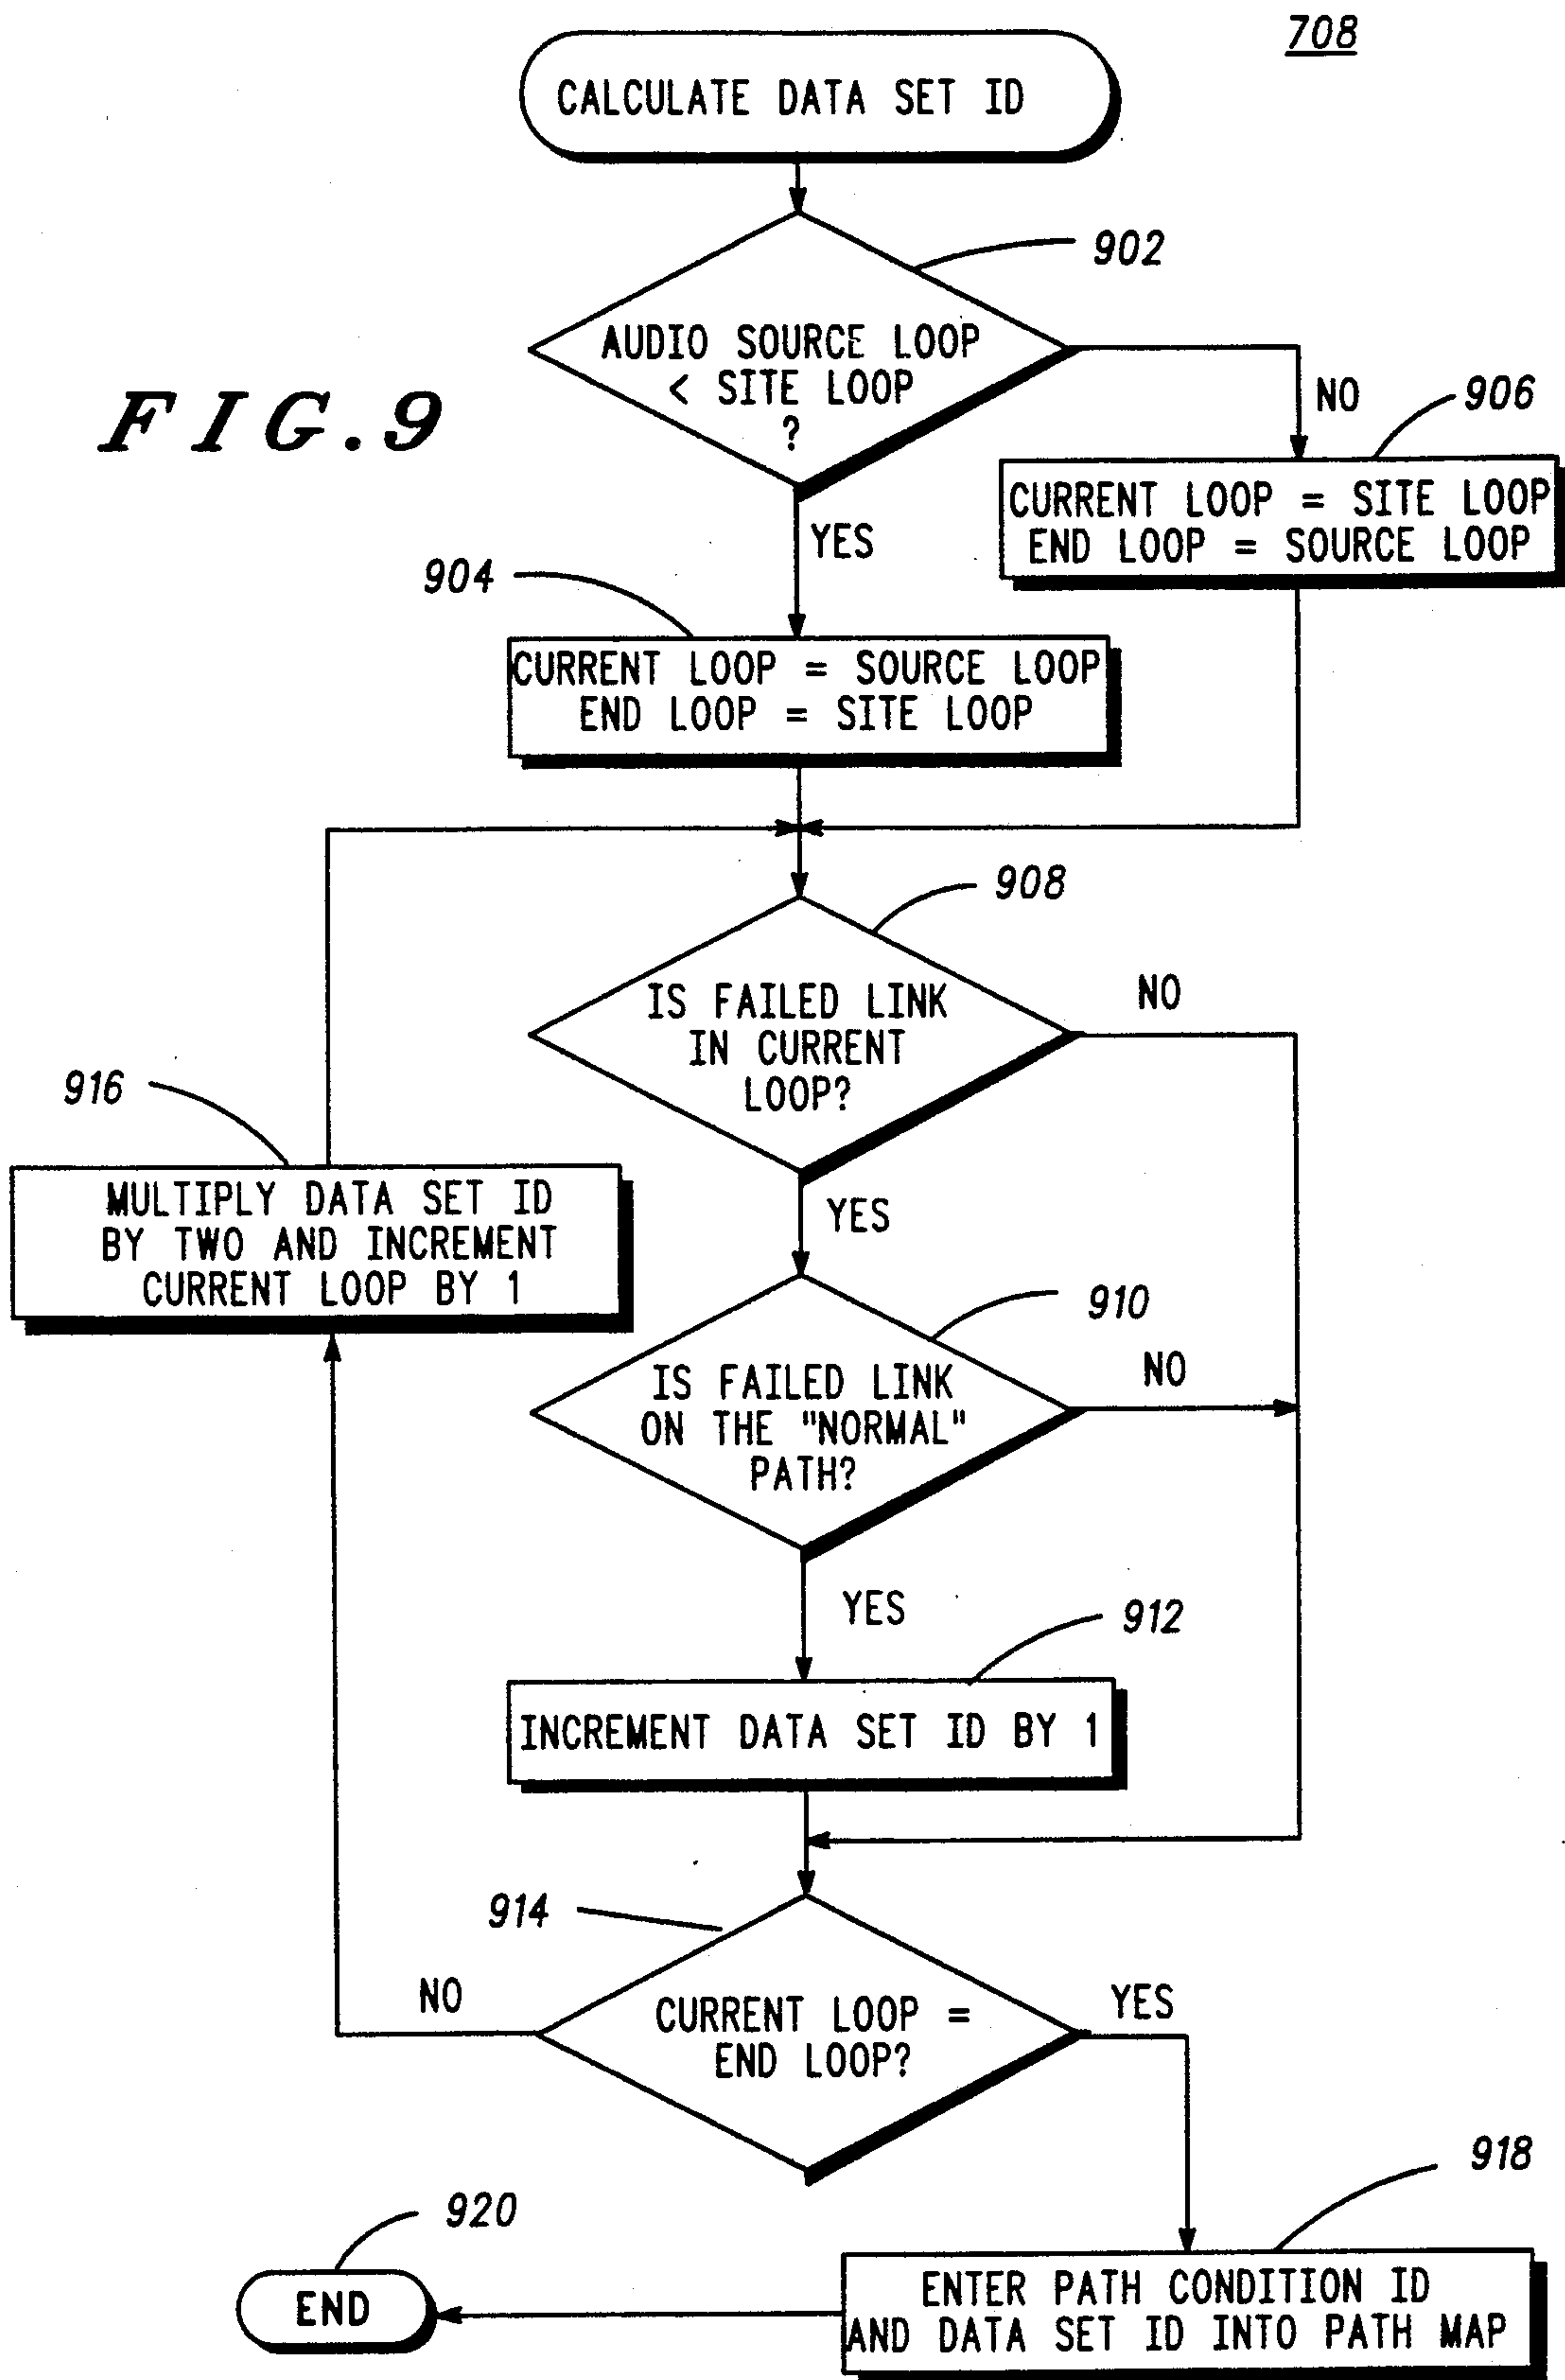 708
CALCULATE DATA SET ID
902
AUDIO SOURCE LOOP
< SITE LOOP
?
FIG.9
NO
906
CURRENT LOOP = SITE LOOP
END LOOP = SOURCE LOOP
YES
904
CURRENT LOOP = SOURCE LOOP
END LOOP = SITE LOOP
908
IS FAILED LINK
IN CURRENT
LOOP?
NO
916
MULTIPLY DATA SET ID
BY TWO AND INCREMENT
CURRENT LOOP BY 1
YES
910
IS FAILED LINK
ON THE "NORMAL"
PATH?
NO
YES
912
INCREMENT DATA SET ID BY 1
914
NO
CURRENT LOOP =
END LOOP?
YES
918
920
END
ENTER PATH CONDITION ID
AND DATA SET ID INTO PATH MAP